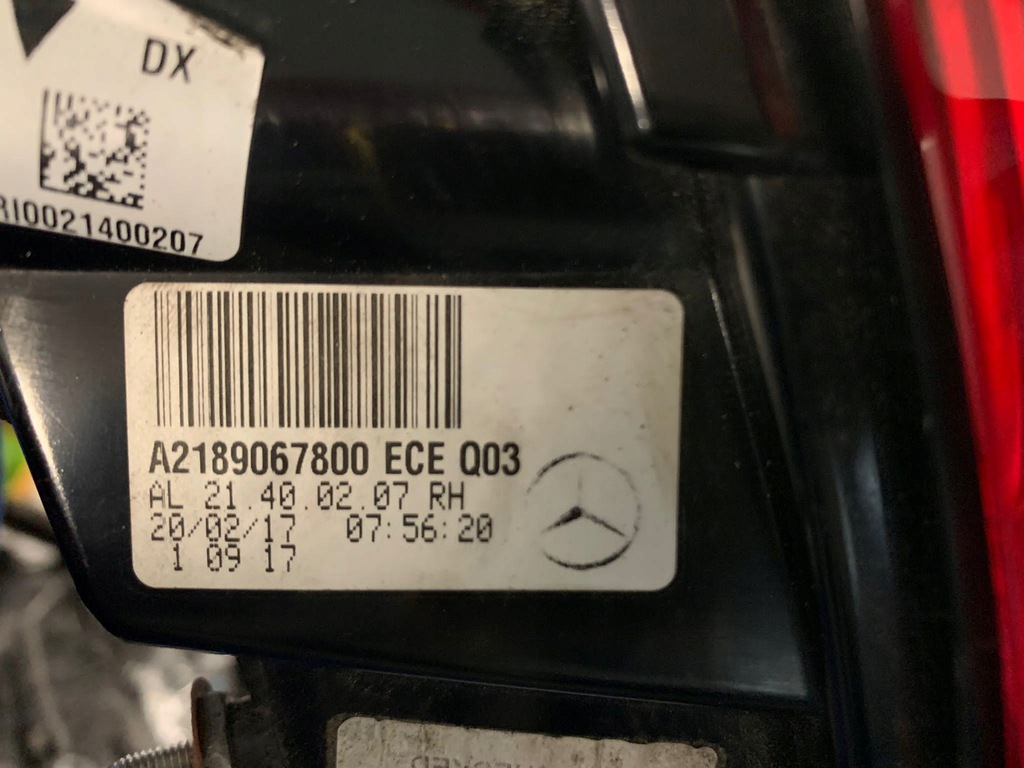 DX
RI0021400207
A2189067800 ECE Q03
AL 21.40.02.07 RH
20/02/17 07:56:20
1 09 17